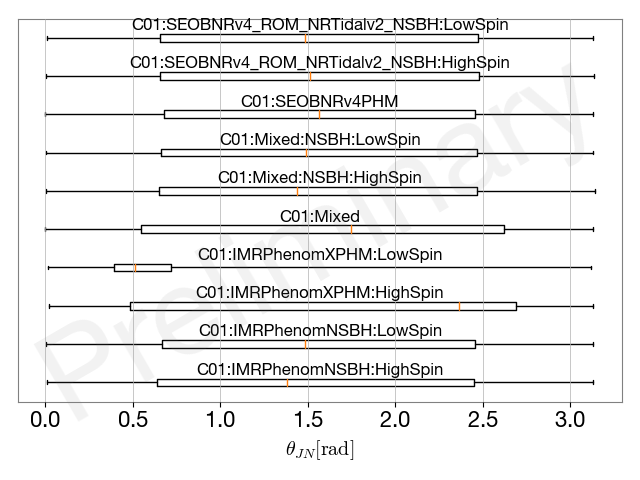 C01:SEOBNRv4_ROM_NRTidalv2_NSBH:LowSpin
C01:SEOBNRv4_ROM_NRTidalv2_NSBH:HighSpin
C01:SEOBNRv4PHM
C01:Mixed:NSBH:LowSpin
C01:Mixed:NSBH:HighSpin
C01:Mixed
C01:IMRPhenomXPHM:LowSpin
C01:IMRPhenomXPHM:HighSpin
C01:IMRPhenomNSBH:LowSpin
C01:IMRPhenomNSBH:HighSpin
Preliminary
0.0 0.5 1.0 1.5 2.0 2.5 3.0
θ_JN[rad]